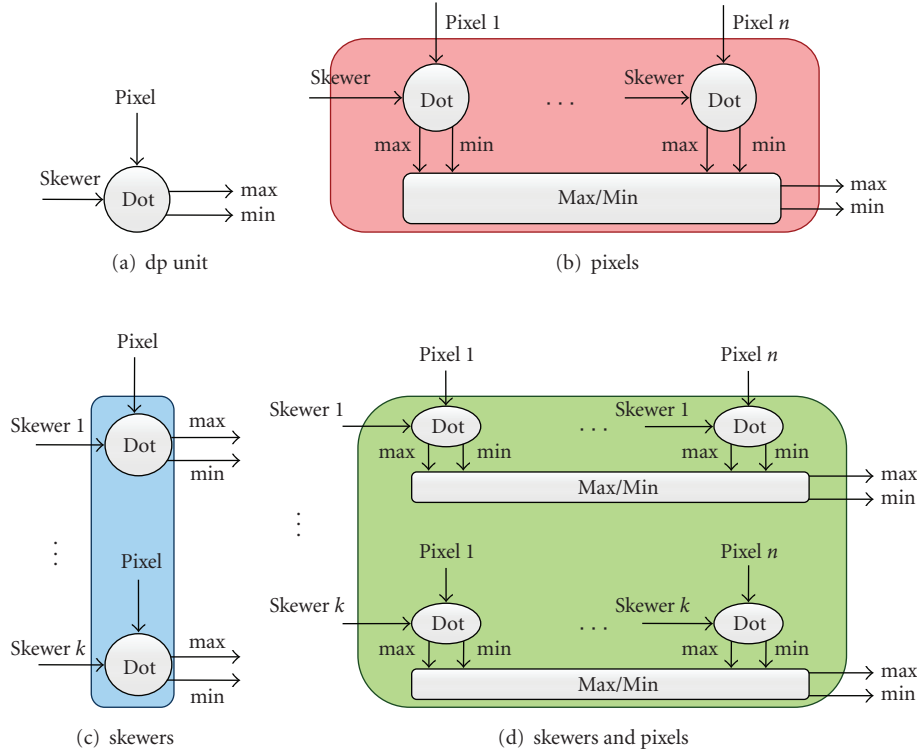 Pixel
Skewer
Dot
max
min
(a) dp unit
Pixel 1
Pixel n
Skewer
Dot
. . .
Skewer
Dot
max
min
max
min
Max/Min
max
min
(b) pixels
Pixel
Skewer 1
Dot
max
min
. . .
Pixel
Skewer k
Dot
max
min
(c) skewers
Pixel 1
Pixel n
Skewer 1
Dot
. . .
Skewer 1
Dot
max
min
max
min
Max/Min
max
min
. . .
Pixel 1
Pixel n
Skewer k
Dot
. . .
Skewer k
Dot
max
min
max
min
Max/Min
max
min
(d) skewers and pixels